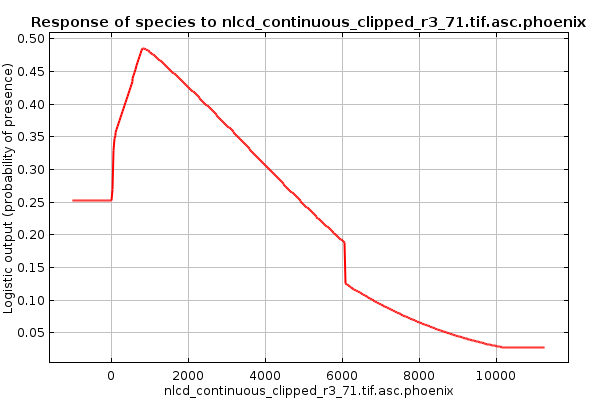 Response of species to nlcd_continuous_clipped_r3_71.tif.asc.phoenix
Logistic output (probability of presence)
0.50
0.45
0.40
0.35
0.30
0.25
0.20
0.15
0.10
0.05
0 2000 4000 6000 8000 10000
nlcd_continuous_clipped_r3_71.tif.asc.phoenix